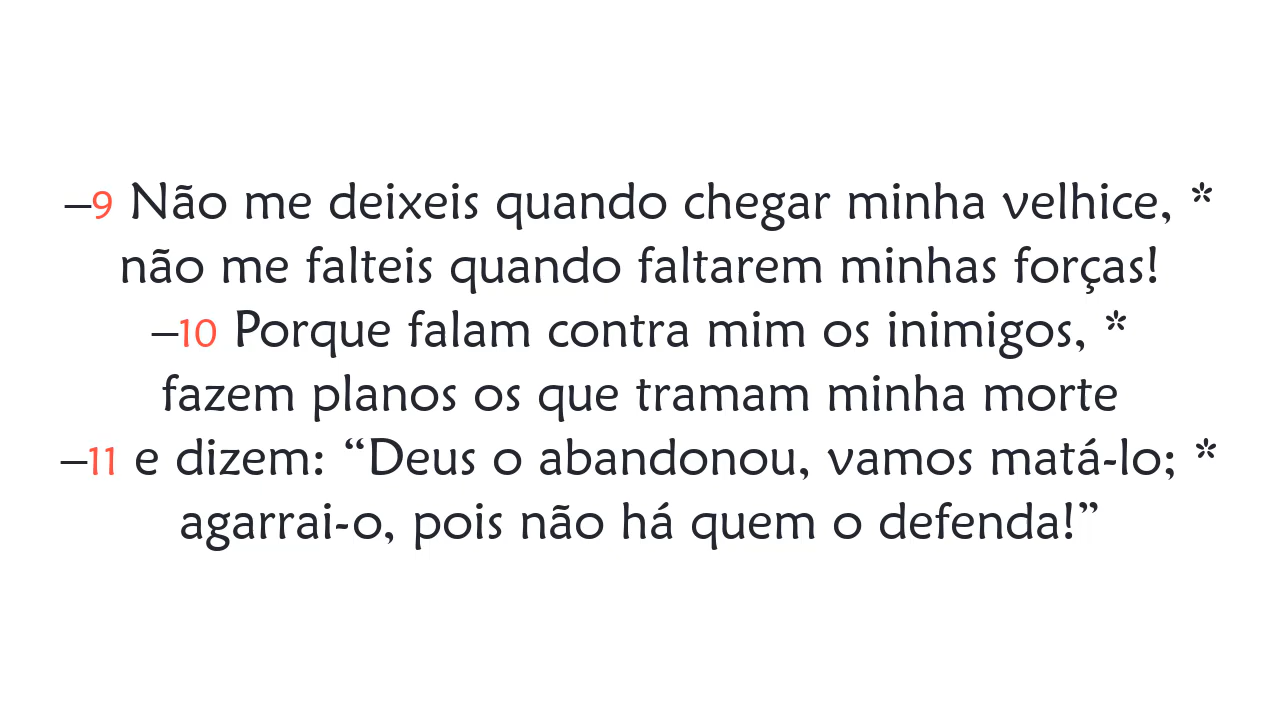 –9 Não me deixeis quando chegar minha velhice, *
não me falteis quando faltarem minhas forças!
–10 Porque falam contra mim os inimigos, *
fazem planos os que tramam minha morte
–11 e dizem: “Deus o abandonou, vamos matá-lo; *
agarrai-o, pois não há quem o defenda!”